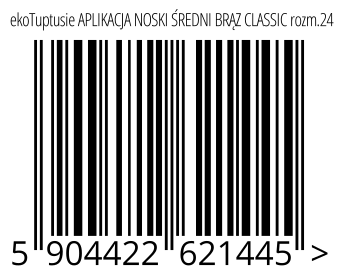 ekoTuptusie APLIKACJA NOSKI ŚREDNI BRĄZ CLASSIC rozm.24
5 904422 621445 >